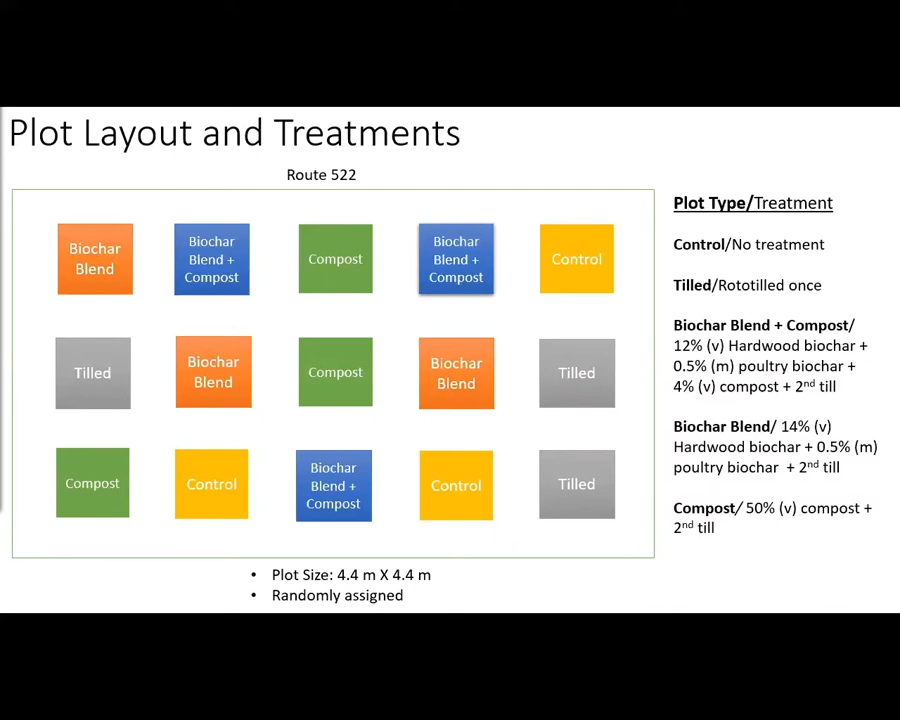 Plot Layout and Treatments
Route 522
Biochar
Blend
Biochar
Blend +
Compost
Compost
Biochar
Blend +
Compost
Control
Tilled
Biochar
Blend
Compost
Biochar
Blend
Tilled
Compost
Control
Biochar
Blend +
Compost
Control
Tilled
• Plot Size: 4.4 m X 4.4 m
• Randomly assigned
Plot Type/Treatment
Control/No treatment
Tilled/Rototilled once
Biochar Blend + Compost/
12% (v) Hardwood biochar +
0.5% (m) poultry biochar +
4% (v) compost + 2nd till
Biochar Blend/ 14% (v)
Hardwood biochar + 0.5% (m)
poultry biochar + 2nd till
Compost/ 50% (v) compost +
2nd till